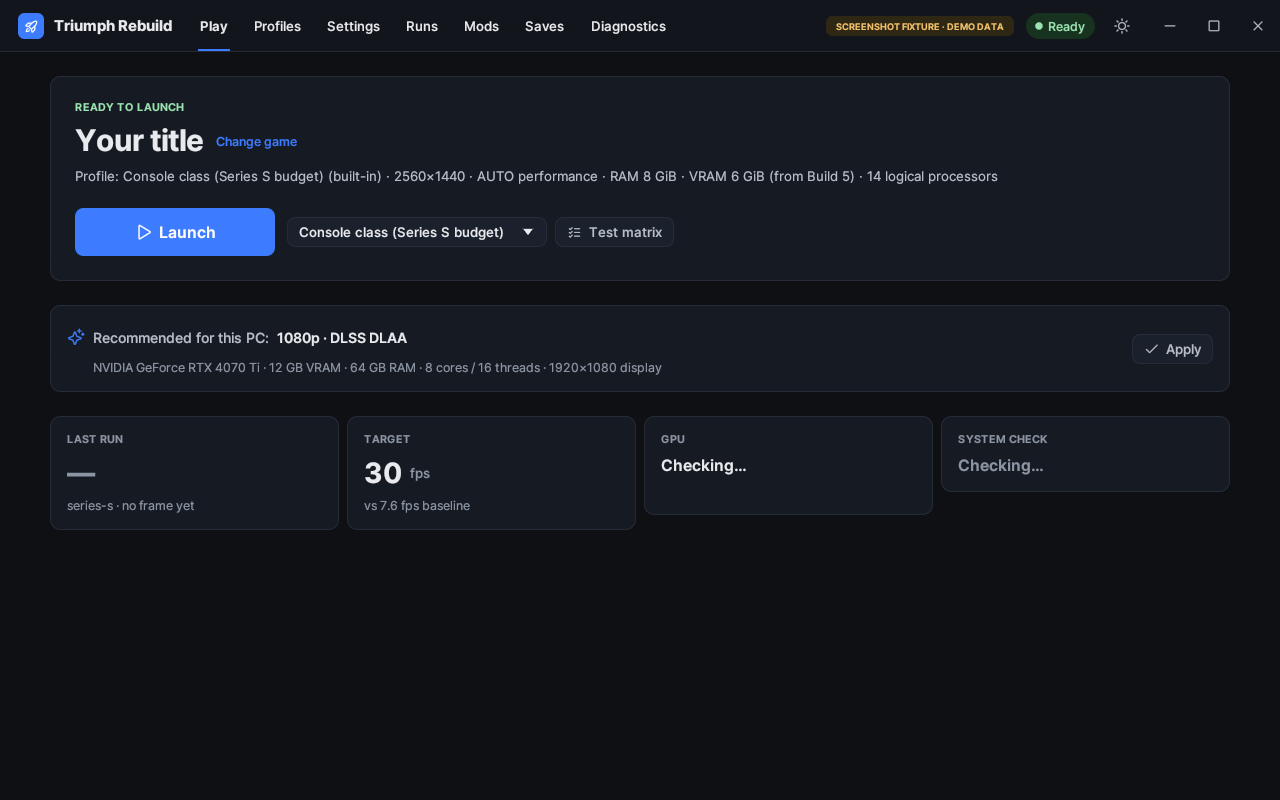 Triumph Rebuild Play Profiles Settings Runs Mods Saves Diagnostics SCREENSHOT FIXTURE · DEMO DATA Ready
READY TO LAUNCH
Your title Change game
Profile: Console class (Series S budget) (built-in) · 2560×1440 · AUTO performance · RAM 8 GiB · VRAM 6 GiB (from Build 5) · 14 logical processors
Launch Console class (Series S budget) Test matrix
Recommended for this PC: 1080p · DLSS DLAA
NVIDIA GeForce RTX 4070 Ti · 12 GB VRAM · 64 GB RAM · 8 cores / 16 threads · 1920×1080 display
Apply
LAST RUN
—
series-s · no frame yet
TARGET
30 fps
vs 7.6 fps baseline
GPU
Checking…
SYSTEM CHECK
Checking…